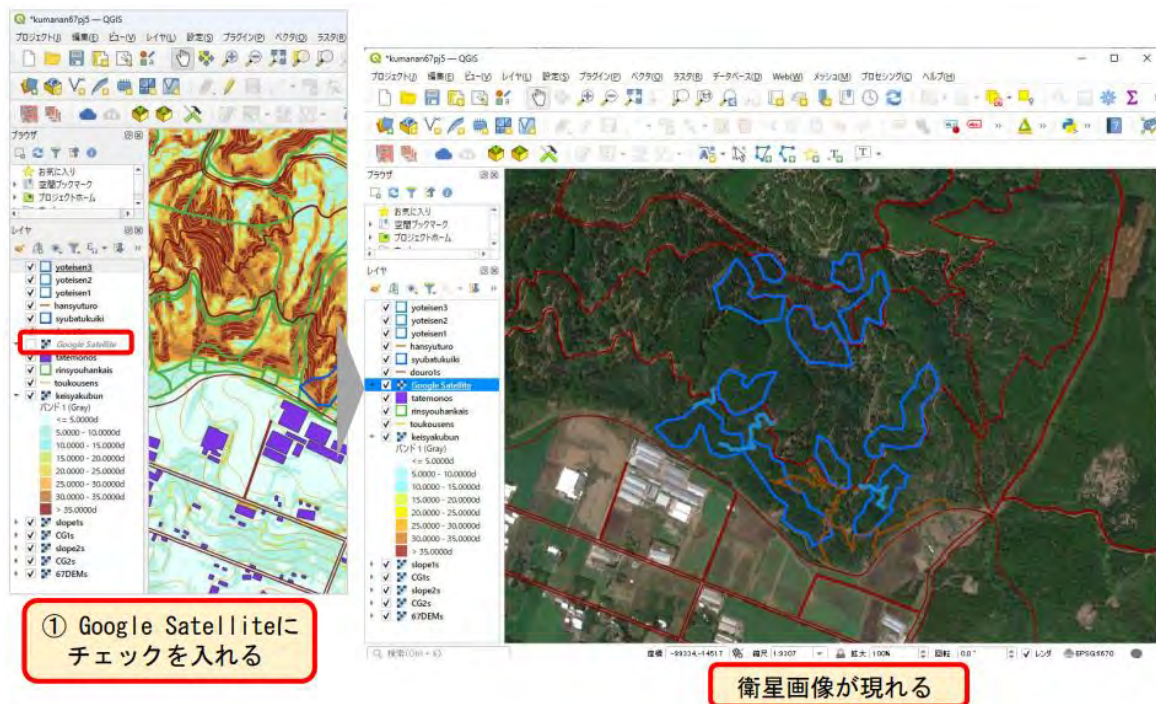 *kumanan67pj5 — QGIS
プロジェクト(J) 編集(E) ビュー(V) レイヤ(L) 設定(S) プラグイン(P) ベクタ(O) ラスタ(R)
ブラウザ
お気に入り
空間ブックマーク
プロジェクトホーム
レイヤ
yoteisen3
yoteisen2
yoteisen1
hansyuturo
syubatukuiki
Google Satellite
tatemonos
rinsyouhankais
toukousens
keisyakubun
バンド 1 (Gray)
<= 5.0000d
5.0000 - 10.0000d
10.0000 - 15.0000d
15.0000 - 20.0000d
20.0000 - 25.0000d
25.0000 - 30.0000d
30.0000 - 35.0000d
> 35.0000d
slope1s
CG1s
slope2s
CG2s
67DEMs
① Google Satelliteに
チェックを入れる
*kumanan67pj5 — QGIS
プロジェクト(J) 編集(E) ビュー(V) レイヤ(L) 設定(S) プラグイン(P) ベクタ(O) ラスタ(R) データベース(D) Web(W) メッシュ(M) プロセシング(C) ヘルプ(H)
ブラウザ
お気に入り
空間ブックマーク
プロジェクトホーム
レイヤ
yoteisen3
yoteisen2
yoteisen1
hansyuturo
syubatukuiki
douro1s
Google Satellite
tatemonos
rinsyouhankais
toukousens
keisyakubun
バンド 1 (Gray)
<= 5.0000d
5.0000 - 10.0000d
10.0000 - 15.0000d
15.0000 - 20.0000d
20.0000 - 25.0000d
25.0000 - 30.0000d
30.0000 - 35.0000d
> 35.0000d
slope1s
CG1s
slope2s
CG2s
67DEMs
検索(Ctrl + K)
座標 -99334,-14517 縮尺 1:9307 拡大 100% 回転 0.0° レンダ EPSG:6670
衛星画像が現れる